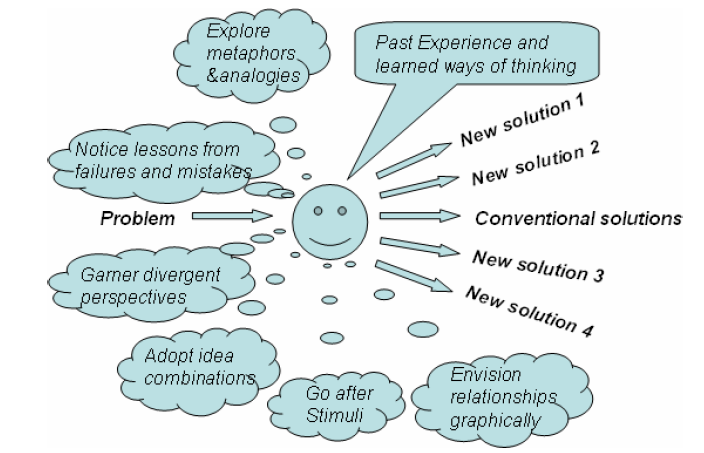 Explore
metaphors
&analogies
Past Experience and
learned ways of thinking
Notice lessons from
failures and mistakes
Problem
New solution 1
New solution 2
Conventional solutions
New solution 3
New solution 4
Garner divergent
perspectives
Adopt idea
combinations
Go after
Stimuli
Envision
relationships
graphically